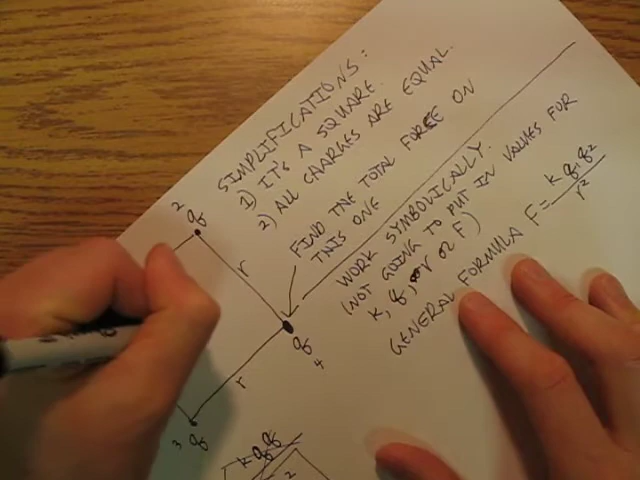 SIMPLIFICATIONS:
1) IT'S A SQUARE.
2) ALL CHARGES ARE EQUAL.
FIND THE TOTAL FORCE ON
THIS ONE
WORK SYMBOLICALLY.
(NOT GOING TO PUT IN VALUES FOR
k, q, r OR F)
GENERAL FORMULA F = k q1 q2
r²
2 q
r
q
4
r
3 q
k q q
2